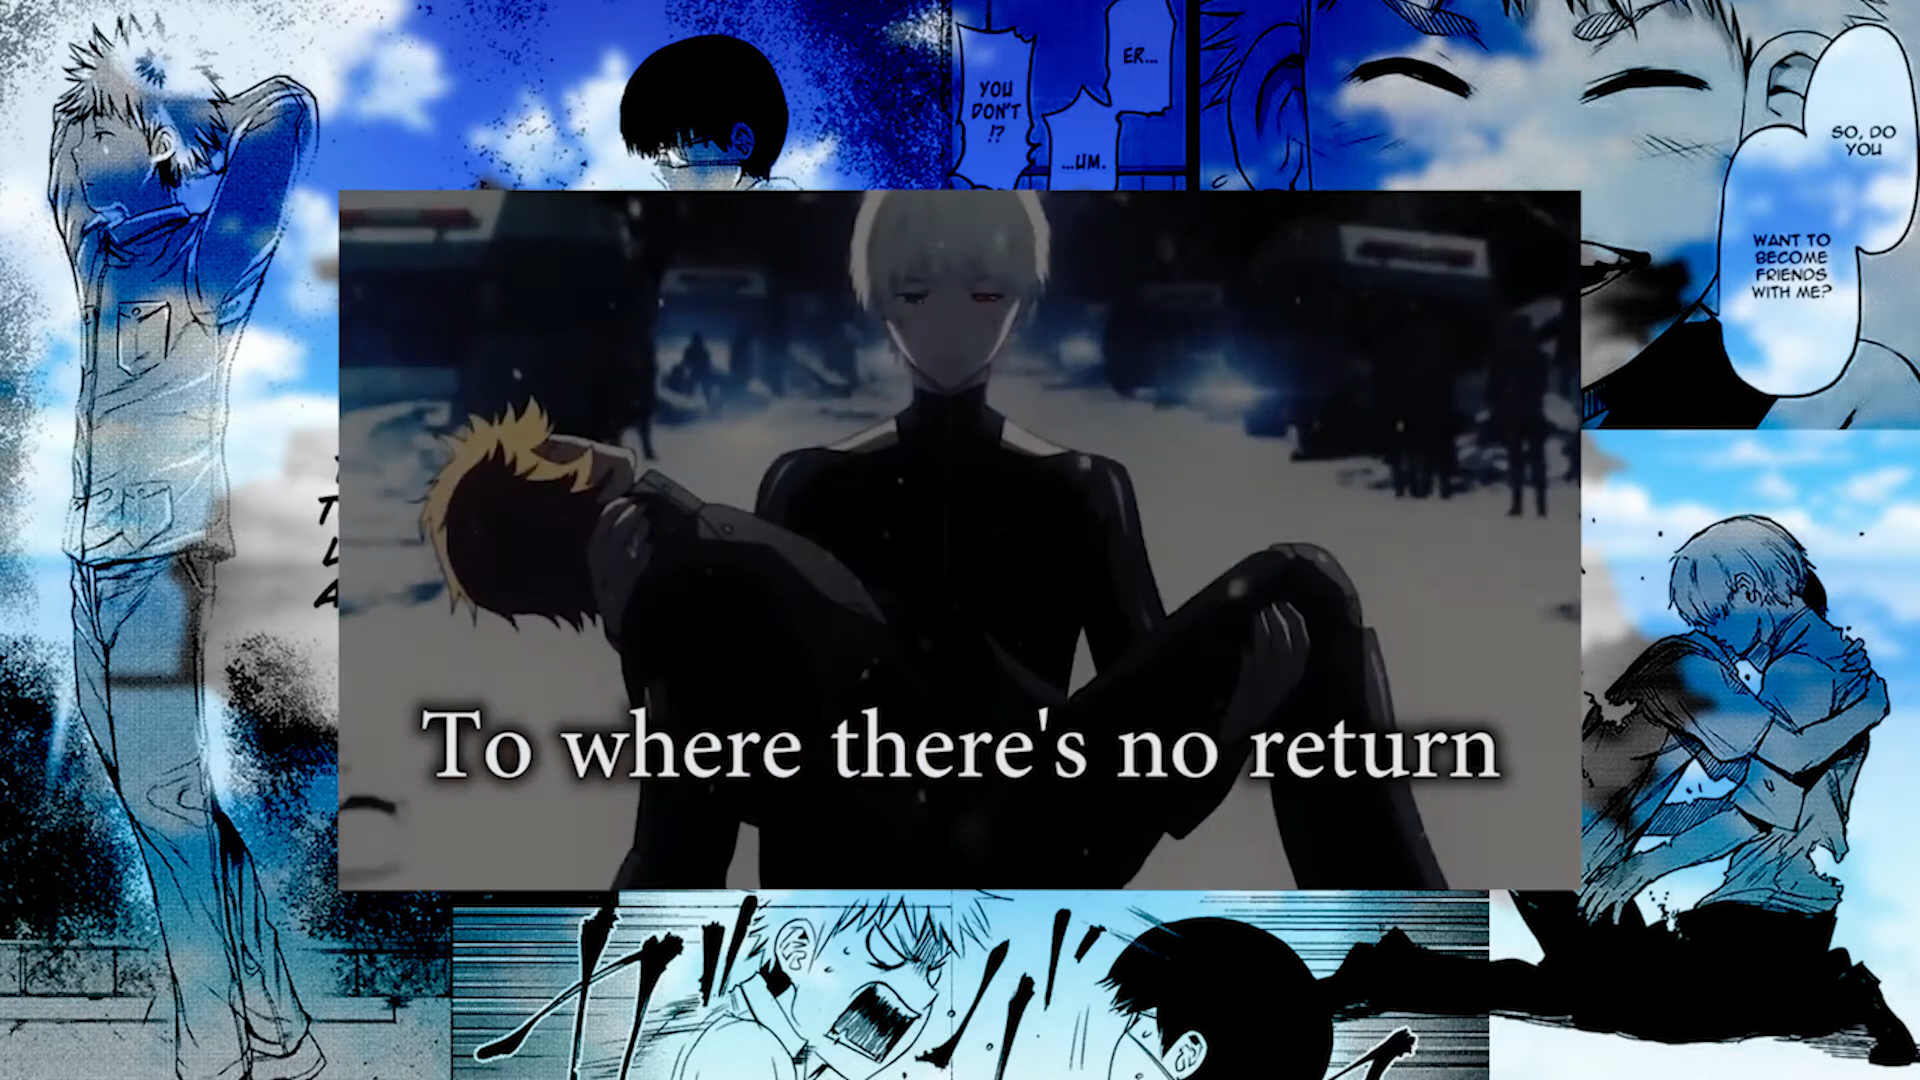 YOU
DON'T
!?
ER...
...UM.
SO, DO
YOU
WANT TO
BECOME
FRIENDS
WITH ME?
To where there's no return